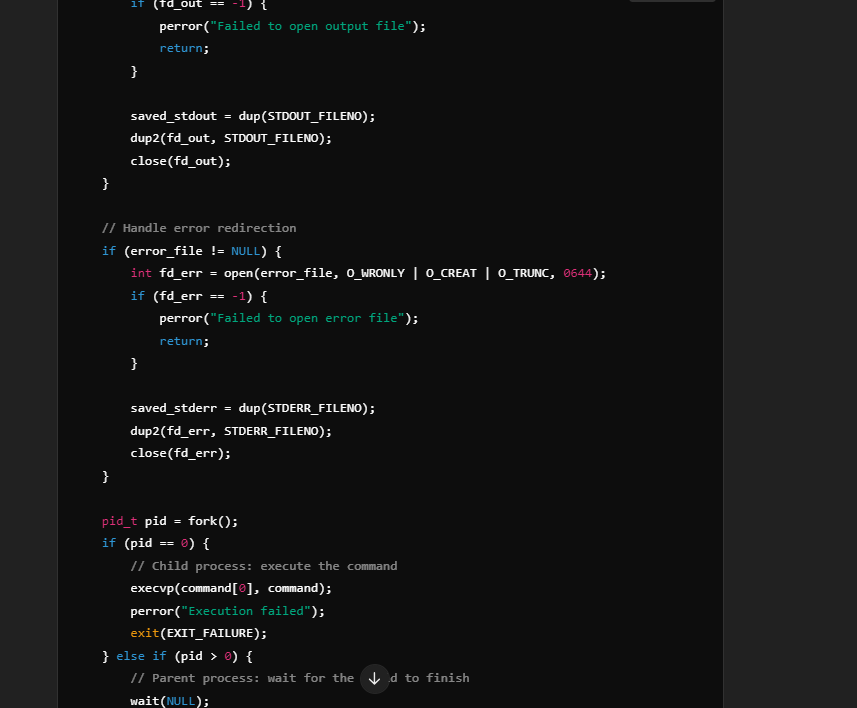 if (fd_out == -1) {
perror("Failed to open output file");
return;
}
saved_stdout = dup(STDOUT_FILENO);
dup2(fd_out, STDOUT_FILENO);
close(fd_out);
}
// Handle error redirection
if (error_file != NULL) {
int fd_err = open(error_file, O_WRONLY | O_CREAT | O_TRUNC, 0644);
if (fd_err == -1) {
perror("Failed to open error file");
return;
}
saved_stderr = dup(STDERR_FILENO);
dup2(fd_err, STDERR_FILENO);
close(fd_err);
}
pid_t pid = fork();
if (pid == 0) {
// Child process: execute the command
execvp(command[0], command);
perror("Execution failed");
exit(EXIT_FAILURE);
} else if (pid > 0) {
// Parent process: wait for the to finish
wait(NULL);